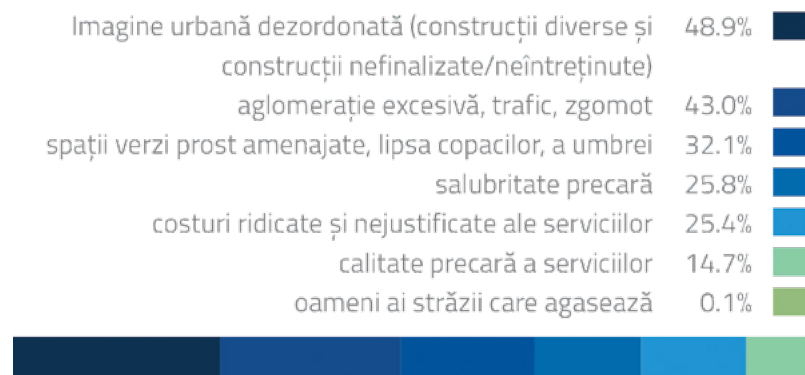 Imagine urbană dezordonată (construcții diverse și 48.9%
construcții nefinalizate/neîntreținute)
aglomerație excesivă, trafic, zgomot 43.0%
spații verzi prost amenajate, lipsa copacilor, a umbrei 32.1%
salubritate precară 25.8%
costuri ridicate și nejustificate ale serviciilor 25.4%
calitate precară a serviciilor 14.7%
oameni ai străzii care agasează 0.1%